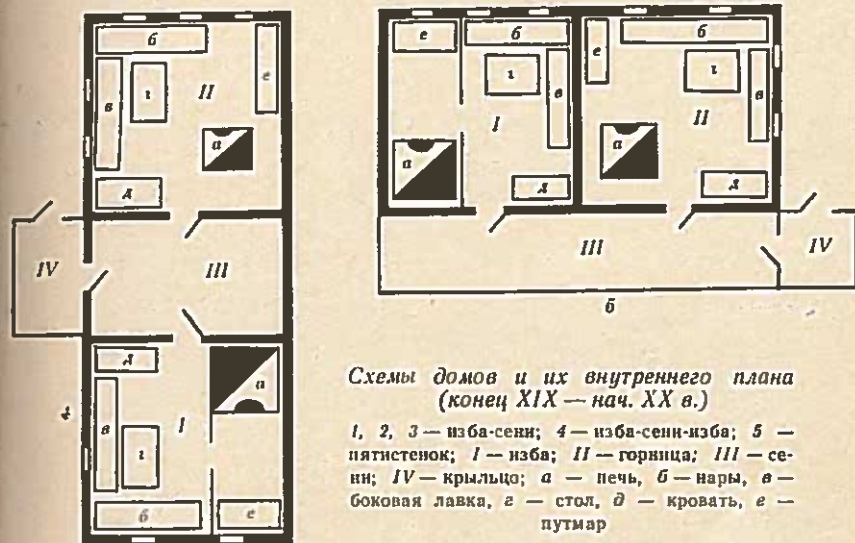 б
е
в
г
II
а
д
IV
III
д
а
в
I
г
б
е
4
е
б
е
б
г
в
г
в
I
II
а
а
д
д
III
IV
б
Схемы домов и их внутреннего плана
(конец XIX — нач. XX в.)
1, 2, 3 — изба-сени; 4 — изба-сени-изба; 5 —
пятистенок; I — изба; II — горница; III — се-
ни; IV — крыльцо; а — печь, б — нары, в —
боковая лавка, г — стол, д — кровать, е —
путмар